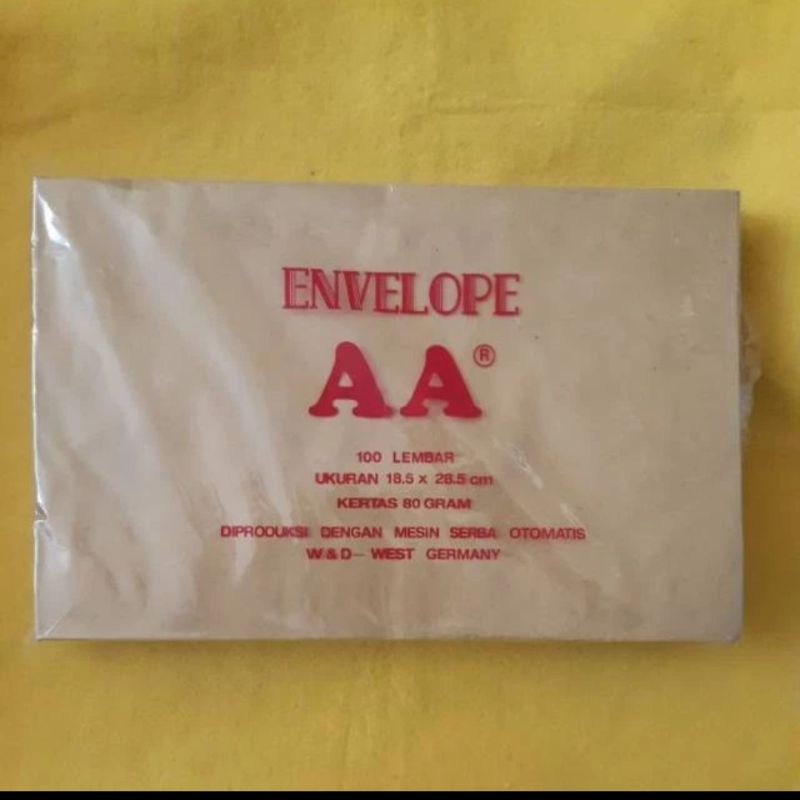 ENVELOPE
AA®
100 LEMBAR
UKURAN 18.5 x 28.5 cm
KERTAS 80 GRAM
DIPRODUKSI DENGAN MESIN SERBA OTOMATIS
W & D — WEST GERMANY